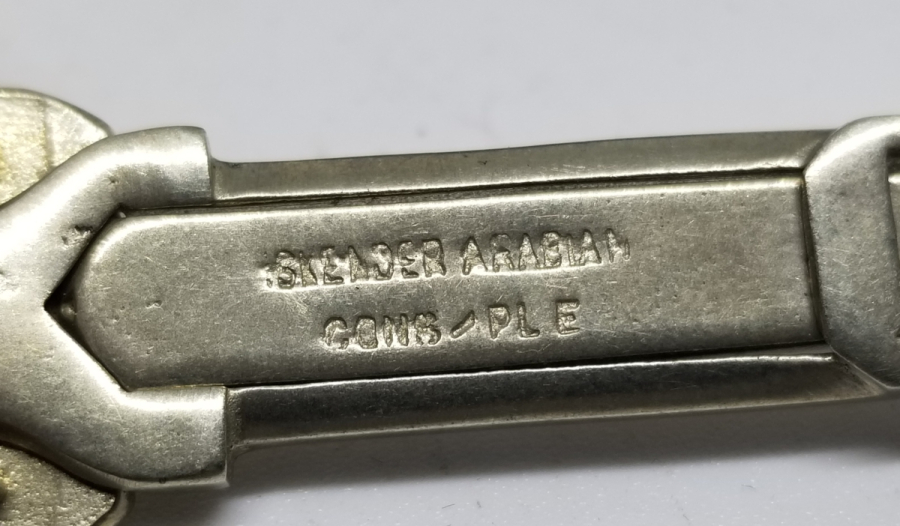 ISKENDER ARABIAN
CONS/PLE